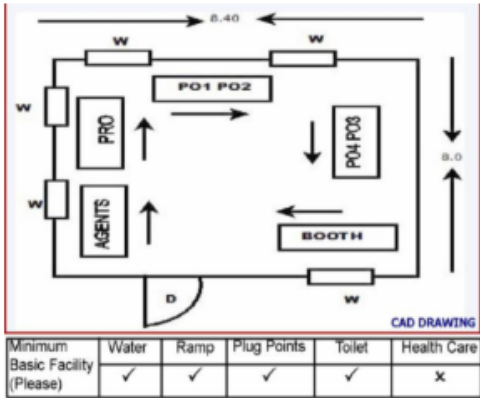 8.40
W
W
PO1 PO2
W
PRO
PO4 PO3
8.0
W
AGENTS
BOOTH
D
W
CAD DRAWING
Minimum Basic Facility (Please) Water Ramp Plug Points Toilet Health Care
✓ ✓ ✓ ✓ x